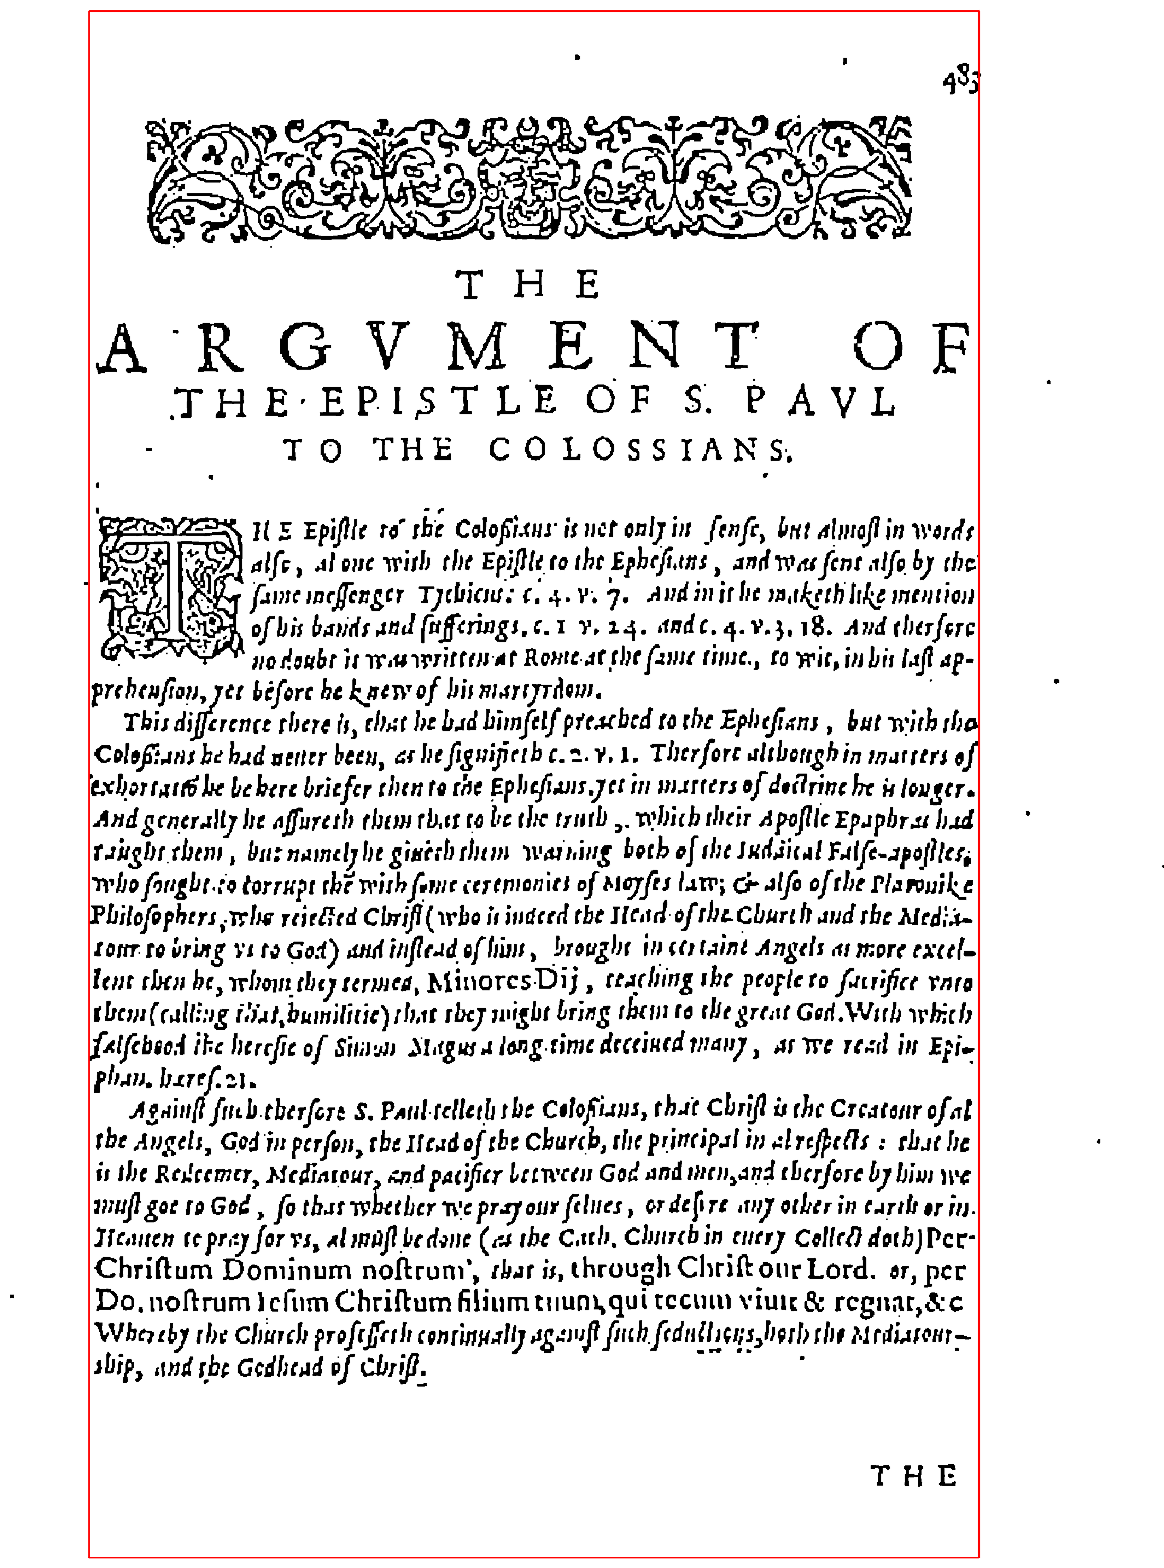 483
THE
ARGVMENT OF
THE EPISTLE OF S. PAVL
TO THE COLOSSIANS.
THE Epiſtle to the Coloſsians is not only in ſenſe, but almoſt in words
alſo, al one with the Epiſtle to the Epheſians, and was ſent alſo by the
ſame meſſenger Tychicus: c. 4. v. 7. And in it he maketh like mention
of his bands and ſufferings, c. 1 v. 24. and c. 4. v. 3, 18. And therfore
no doubt it was written at Rome at the ſame time, to wit, in his laſt ap-
prehenſion, yet before he knew of his martyrdom.
This difference there is, that he had himſelf preached to the Epheſians, but with the
Coloſsians he had neuer been, as he ſignifieth c. 2. v. 1. Therfore although in matters of
exhortatiõ he be here briefer then to the Epheſians, yet in matters of doctrine he is longer.
And generally he aſſureth them that to be the truth, which their Apoſtle Epaphras had
taught them, but namely he giueth them warning both of the Iudaical Falſe-apoſtles,
who ſought to corrupt thẽ with ſome ceremonies of Moyſes law; & alſo of the Platonike
Philoſophers, who reiected Chriſt (who is indeed the Head of the Church and the Media-
tour to bring vs to God) and inſtead of him, brought in certaine Angels as more excel-
lent then he, whom they termed, Minores Dij, teaching the people to ſacrifice vnto
them (calling that, humilitie) that they might bring them to the great God. With which
falſehood the hereſie of Simon Magus a long time deceiued many, as we read in Epi-
phan. hæreſ. 21.
Againſt ſuch therfore S. Paul telleth the Coloſsians, that Chriſt is the Creatour of al
the Angels, God in perſon, the Head of the Church, the principal in al reſpects: that he
is the Redeemer, Mediatour, and pacifier between God and men, and therfore by him we
muſt goe to God, ſo that whether we pray our ſelues, or deſire any other in earth or in
Heauen to pray for vs, al muſt be done (as the Cath. Church in euery Collect doth) Per
Chriſtum Dominum noſtrum, that is, through Chriſt our Lord. or, per
Do. noſtrum Ieſum Chriſtum filium tuum, qui tecum viuit & regnat, &c
Whereby the Church profeſſeth continually againſt ſuch ſeductions, both the Mediatour-
ship, and the Godhead of Chriſt.
THE